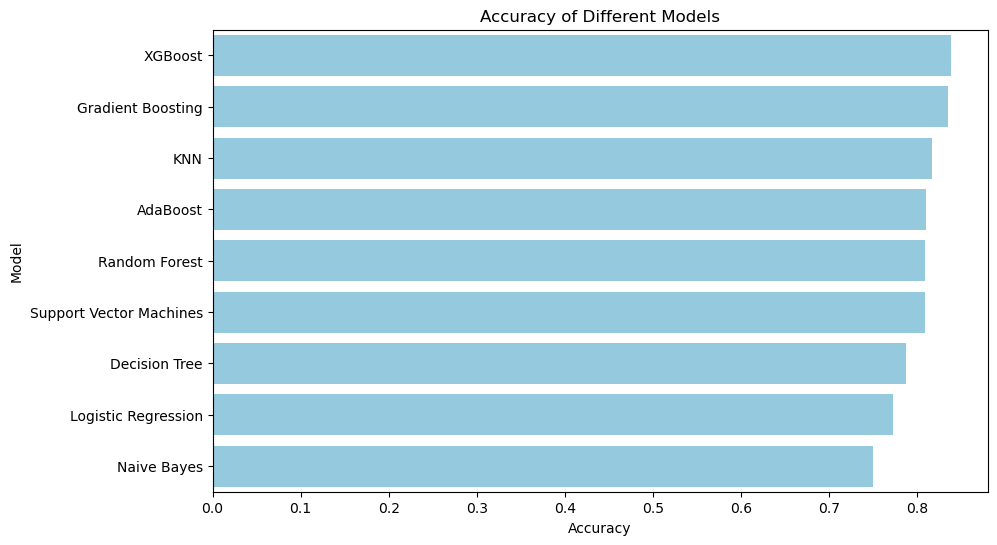 Accuracy of Different Models
Model
XGBoost
Gradient Boosting
KNN
AdaBoost
Random Forest
Support Vector Machines
Decision Tree
Logistic Regression
Naive Bayes
0.0 0.1 0.2 0.3 0.4 0.5 0.6 0.7 0.8
Accuracy